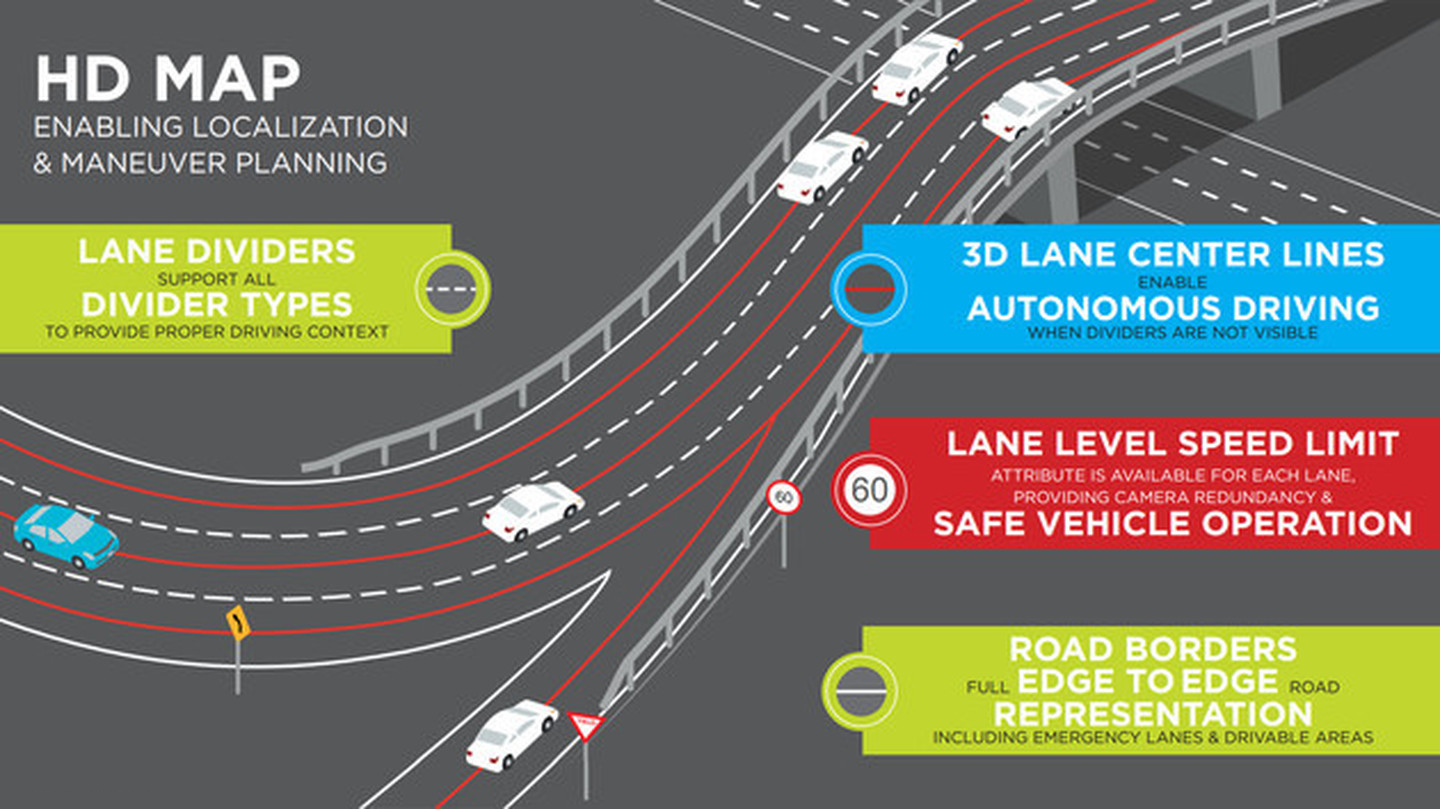 HD MAP
ENABLING LOCALIZATION
& MANEUVER PLANNING
LANE DIVIDERS
SUPPORT ALL
DIVIDER TYPES
TO PROVIDE PROPER DRIVING CONTEXT
3D LANE CENTER LINES
ENABLE
AUTONOMOUS DRIVING
WHEN DIVIDERS ARE NOT VISIBLE
LANE LEVEL SPEED LIMIT
ATTRIBUTE IS AVAILABLE FOR EACH LANE,
PROVIDING CAMERA REDUNDANCY &
SAFE VEHICLE OPERATION
60
60
ROAD BORDERS
FULL EDGE TO EDGE ROAD
REPRESENTATION
INCLUDING EMERGENCY LANES & DRIVABLE AREAS